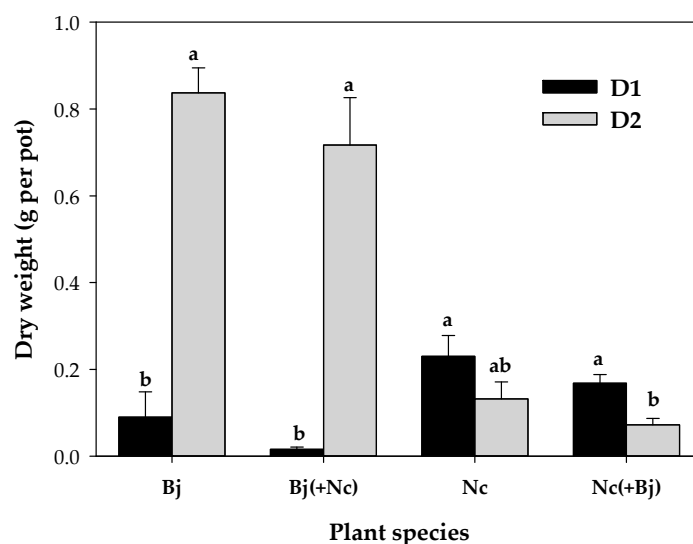 1.0
0.8
0.6
0.4
0.2
0.0
Dry weight (g per pot)
D1
D2
a
a
b
b
a
ab
a
b
Bj
Bj(+Nc)
Nc
Nc(+Bj)
Plant species